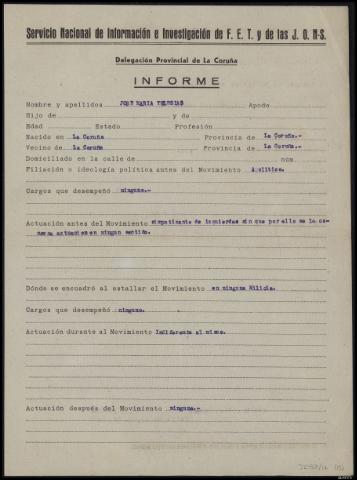 Servicio Nacional de Información e Investigación de F. E. T. y de las J. O. N-S.
Delegación Provincial de La Coruña
INFORME
Nombre y apellidos JOSE MARIA YGLESIAS Apodo
Hijo de y de
Edad Estado Profesión
Nacido en La Coruña Provincia de La Coruña.-
Vecino de La Coruña Provincia de La Coruña.-
Domiciliado en la calle de núm.
Filiación o ideología política antes del Movimiento Apolitico.
Cargos que desempeñó ninguno.-
Actuación antes del Movimiento simpatizante de izquierdas sin que por ello se le co-
nozca actuacion en ningun sentido.
Dónde se encuadró al estallar el Movimiento en ninguna Milicia.
Cargos que desempeñó ninguno.
Actuación durante el Movimiento Indiferente al mismo.
Actuación después del Movimiento ninguna.-